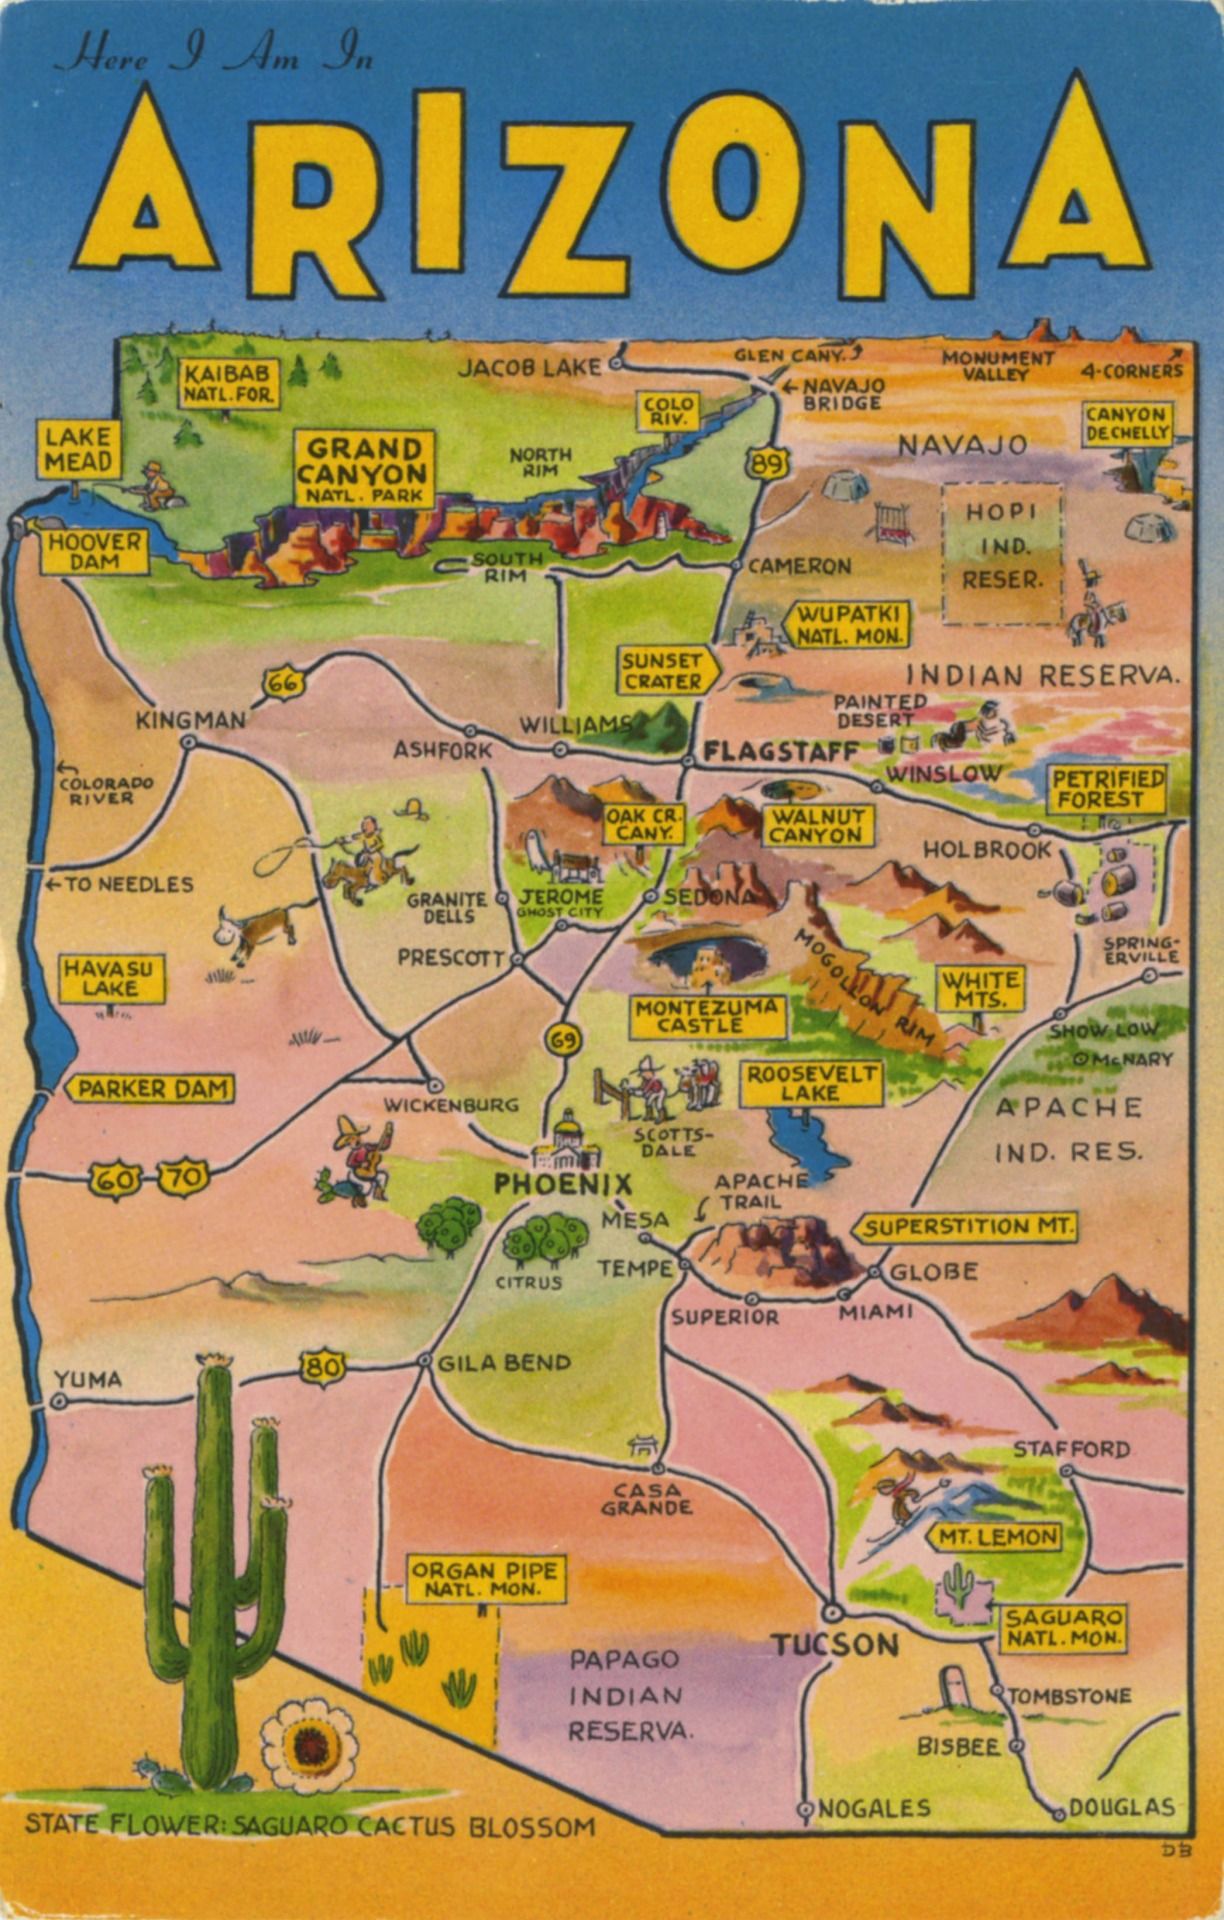 Here I Am In
ARIZONA
KAIBAB
NATL. FOR.
JACOB LAKE
GLEN CANY.
MONUMENT
VALLEY
4-CORNERS
NAVAJO
BRIDGE
COLO
RIV.
CANYON
DE CHELLY
LAKE
MEAD
GRAND
CANYON
NATL. PARK
NORTH
RIM
NAVAJO
89
HOPI
IND.
RESER.
HOOVER
DAM
SOUTH
RIM
CAMERON
WUPATKI
NATL. MON.
SUNSET
CRATER
INDIAN RESERVA.
66
PAINTED
DESERT
KINGMAN
ASHFORK
WILLIAMS
FLAGSTAFF
WINSLOW
PETRIFIED
FOREST
COLORADO
RIVER
OAK CR.
CANY.
WALNUT
CANYON
HOLBROOK
TO NEEDLES
GRANITE
DELLS
JEROME
GHOST CITY
SEDONA
PRESCOTT
MOGOLLON RIM
SPRING-
ERVILLE
HAVASU
LAKE
WHITE
MTS.
MONTEZUMA
CASTLE
SHOW LOW
McNARY
69
PARKER DAM
ROOSEVELT
LAKE
WICKENBURG
APACHE
IND. RES.
SCOTTS-
DALE
60
70
PHOENIX
APACHE
TRAIL
MESA
SUPERSTITION MT.
CITRUS
TEMPE
GLOBE
SUPERIOR
MIAMI
YUMA
80
GILA BEND
STAFFORD
CASA
GRANDE
MT. LEMON
ORGAN PIPE
NATL. MON.
SAGUARO
NATL. MON.
TUCSON
PAPAGO
INDIAN
RESERVA.
TOMBSTONE
BISBEE
NOGALES
DOUGLAS
STATE FLOWER: SAGUARO CACTUS BLOSSOM
DB